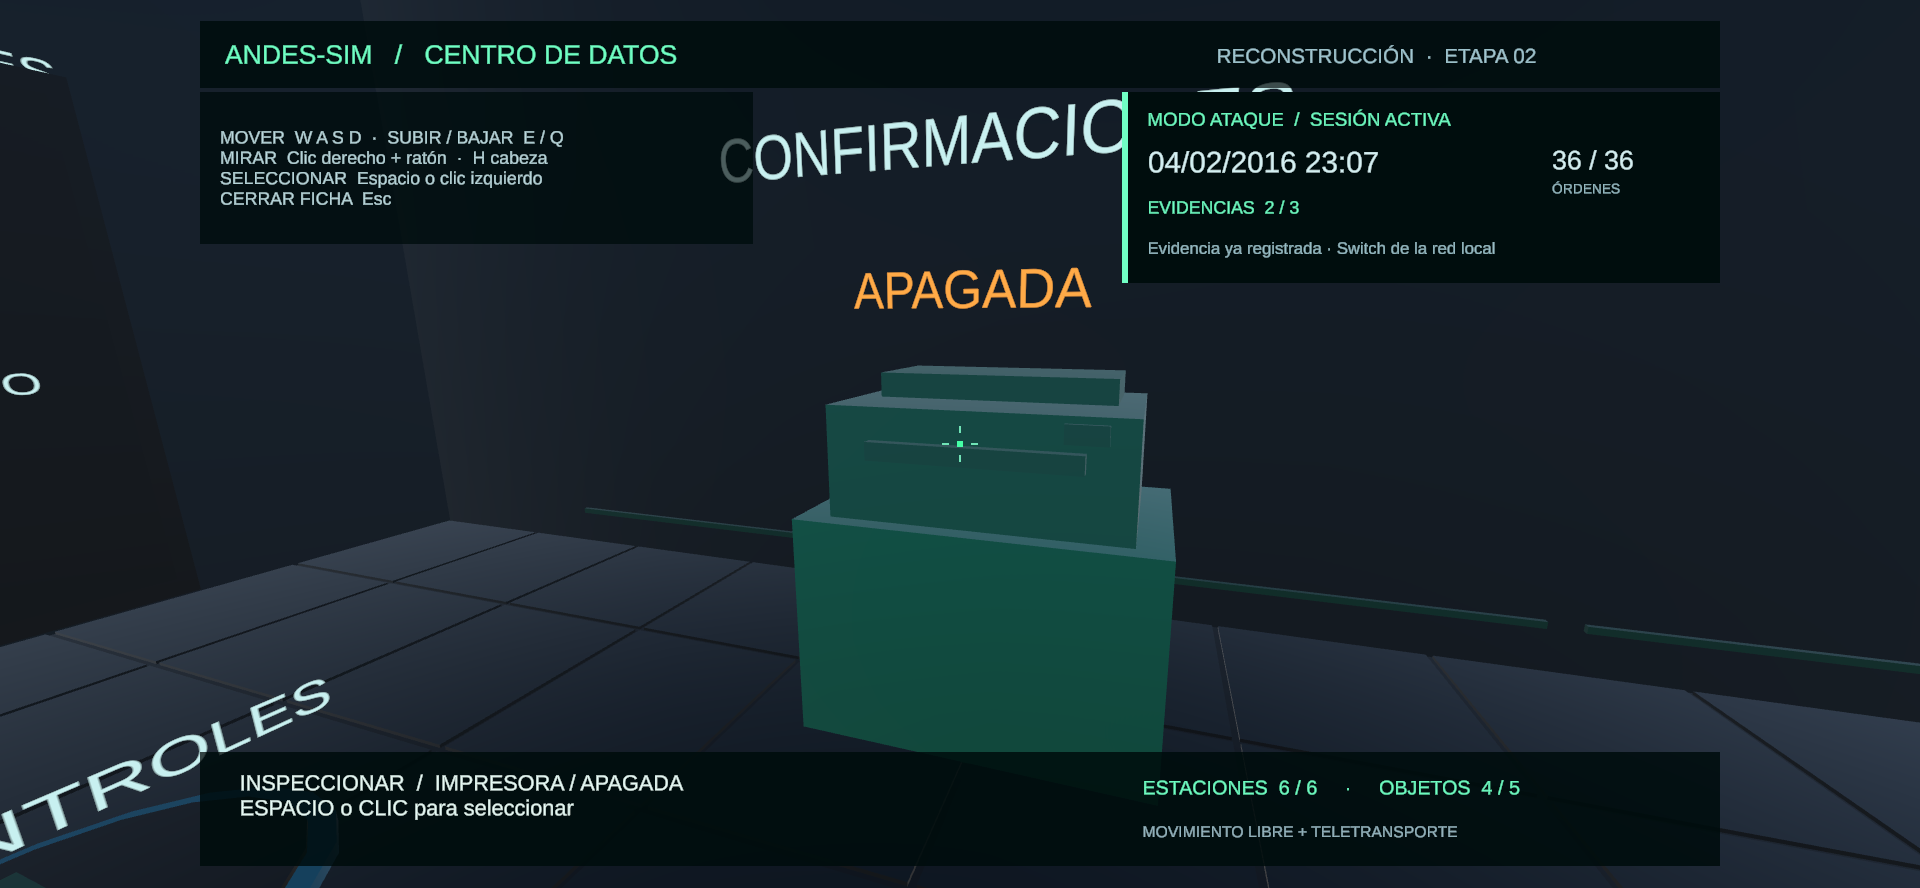 ANDES-SIM / CENTRO DE DATOS
RECONSTRUCCIÓN · ETAPA 02
MOVER W A S D · SUBIR / BAJAR E / Q
MIRAR Clic derecho + ratón · H cabeza
SELECCIONAR Espacio o clic izquierdo
CERRAR FICHA Esc
MODO ATAQUE / SESIÓN ACTIVA
04/02/2016 23:07
36 / 36
ÓRDENES
EVIDENCIAS 2 / 3
Evidencia ya registrada · Switch de la red local
CONFIRMACIO
APAGADA
O
NTROLES
INSPECCIONAR / IMPRESORA / APAGADA
ESPACIO o CLIC para seleccionar
ESTACIONES 6 / 6 · OBJETOS 4 / 5
MOVIMIENTO LIBRE + TELETRANSPORTE